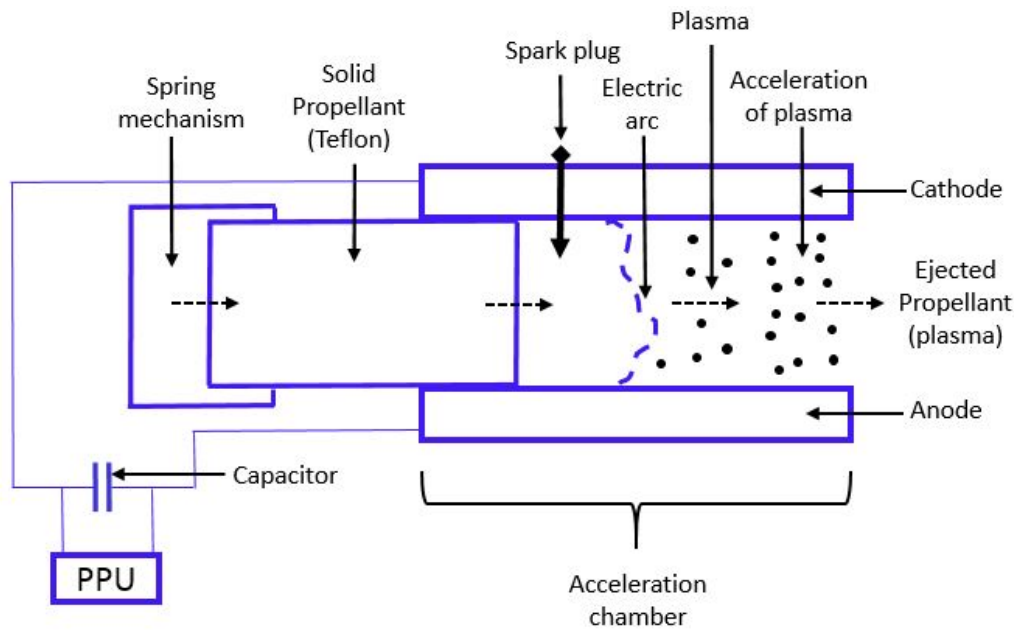 Plasma
Spark plug
Solid
Propellant
(Teflon)
Spring
mechanism
Electric
arc
Acceleration
of plasma
Cathode
Ejected
Propellant
(plasma)
Anode
Capacitor
PPU
Acceleration
chamber